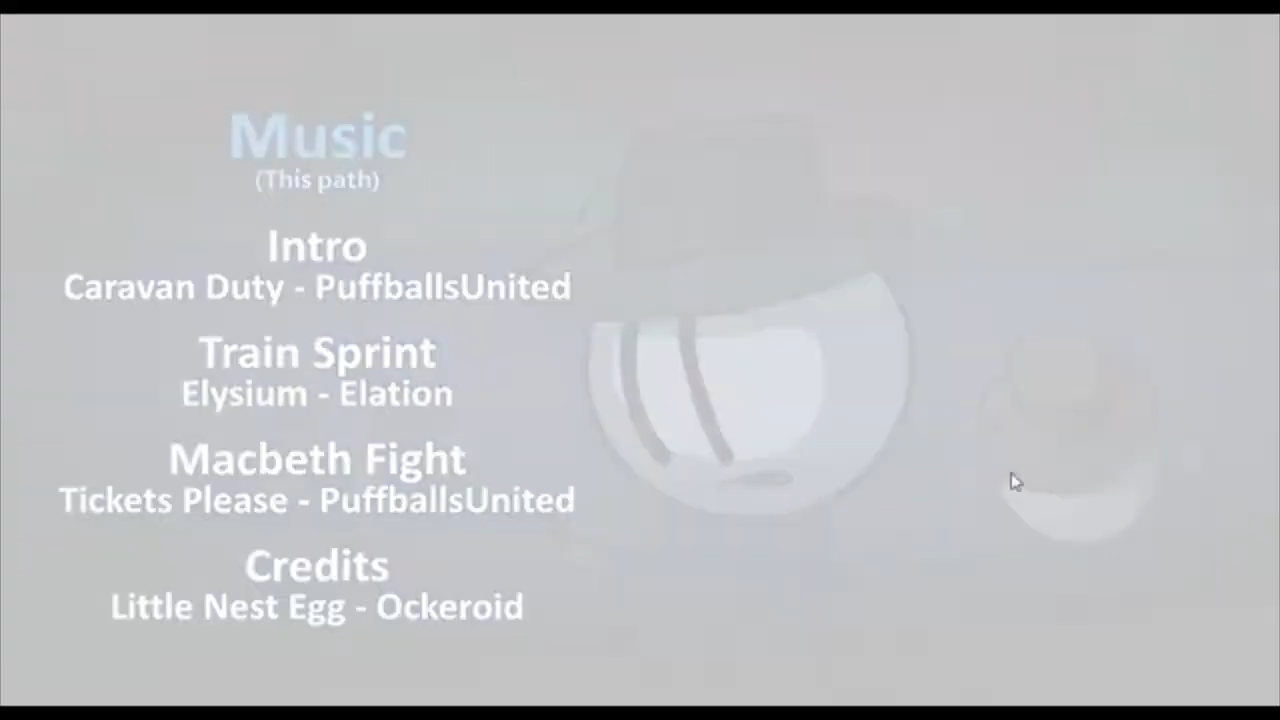 Music
(This path)
Intro
Caravan Duty - PuffballsUnited
Train Sprint
Elysium - Elation
Macbeth Fight
Tickets Please - PuffballsUnited
Credits
Little Nest Egg - Ockeroid